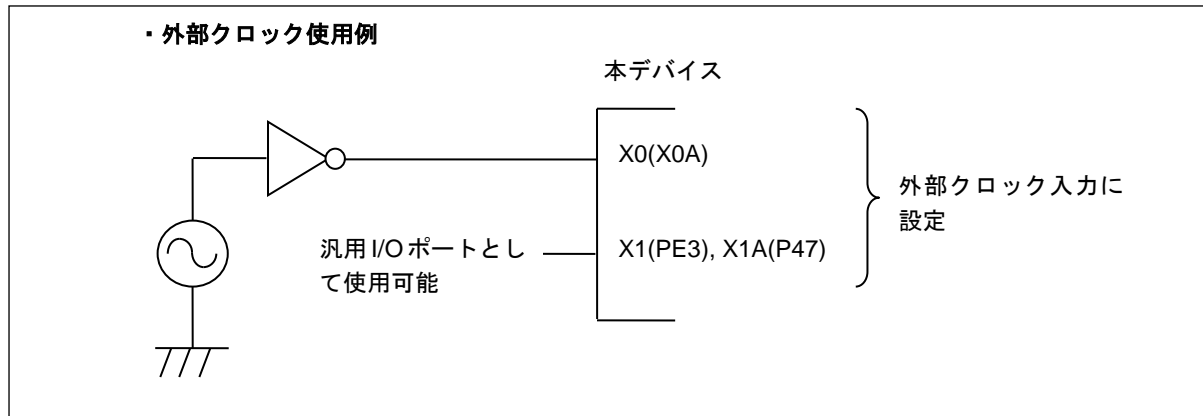 ・外部クロック使用例
本デバイス
X0(X0A)
外部クロック入力に
設定
汎用 I/O ポートとし
て使用可能
X1(PE3), X1A(P47)